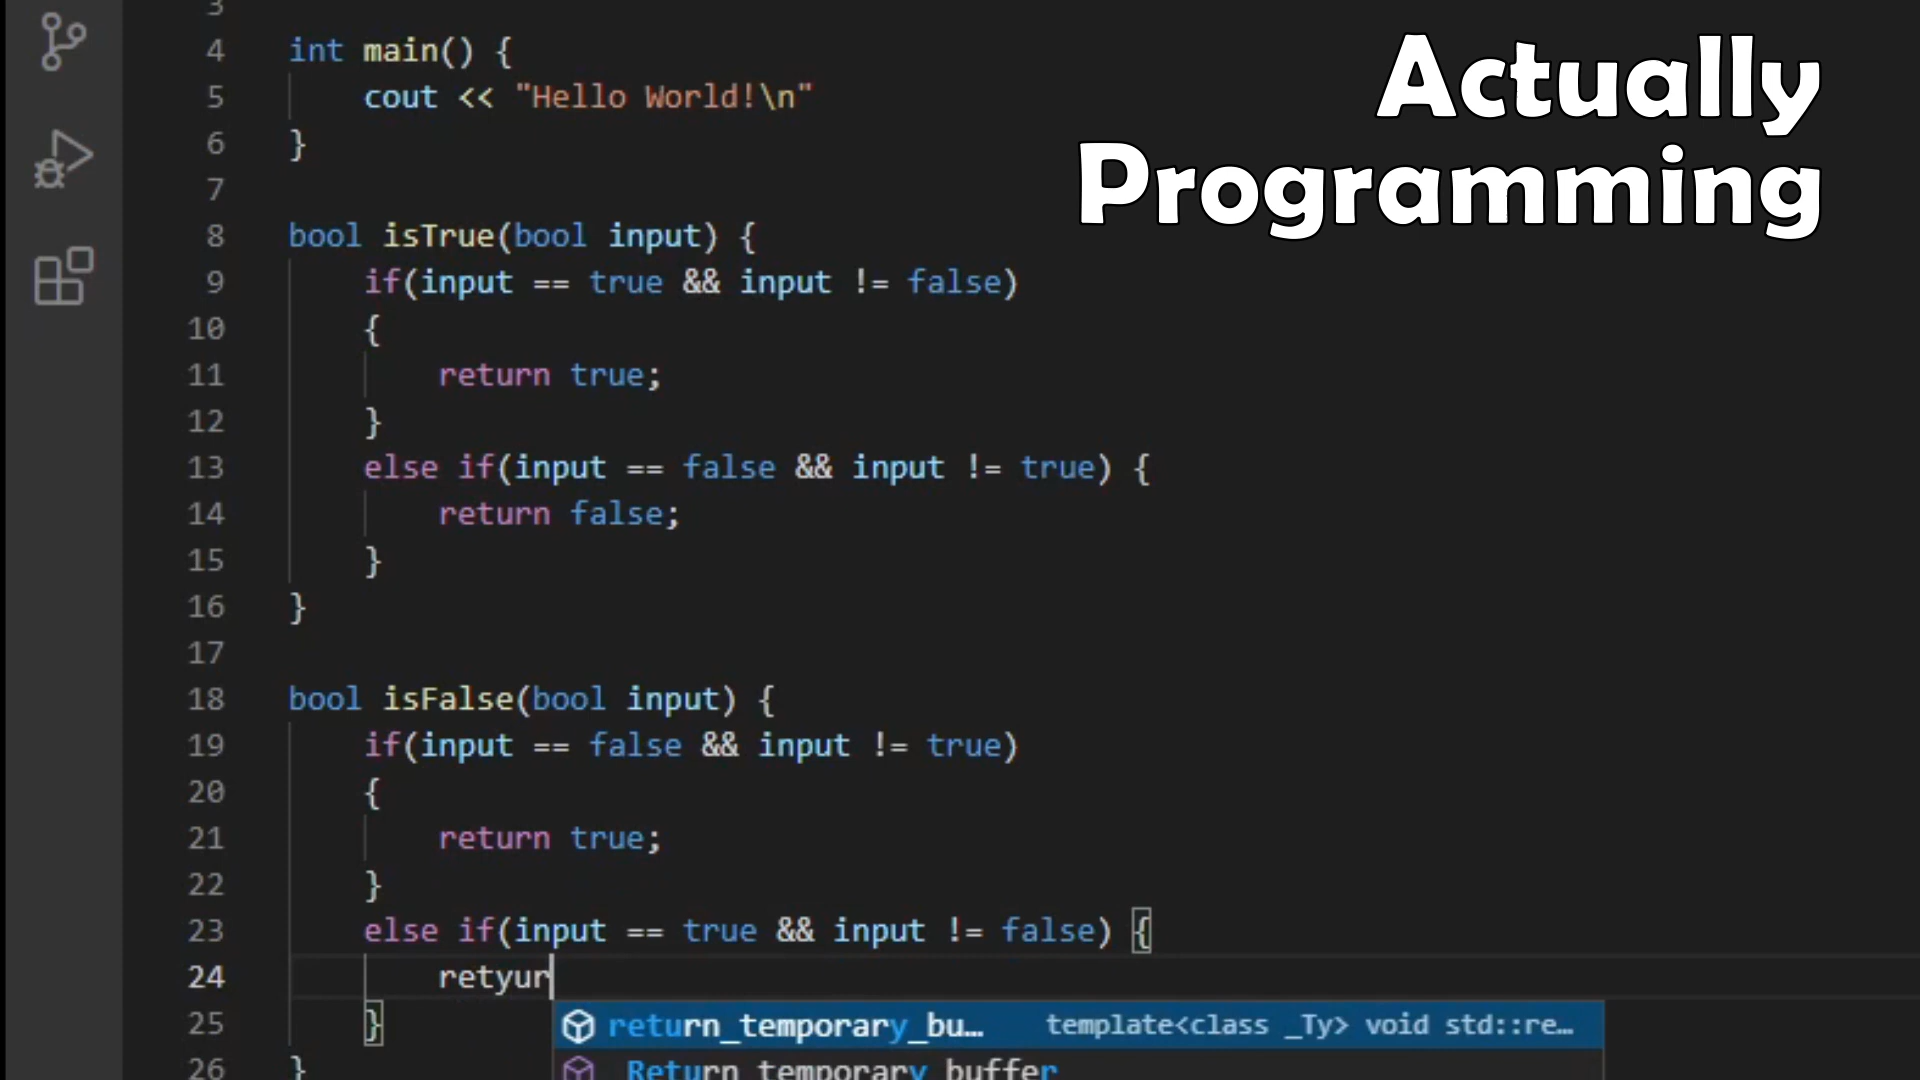 3
Actually
Programming
4 int main() {
5 cout << "Hello World!\n"
6 }
7
8 bool isTrue(bool input) {
9 if(input == true && input != false)
10 {
11 return true;
12 }
13 else if(input == false && input != true) {
14 return false;
15 }
16 }
17
18 bool isFalse(bool input) {
19 if(input == false && input != true)
20 {
21 return true;
22 }
23 else if(input == true && input != false) {
24 retyur
25 }
return_temporary_bu… template<class _Ty> void std::re…
26 }
Return temporary buffer